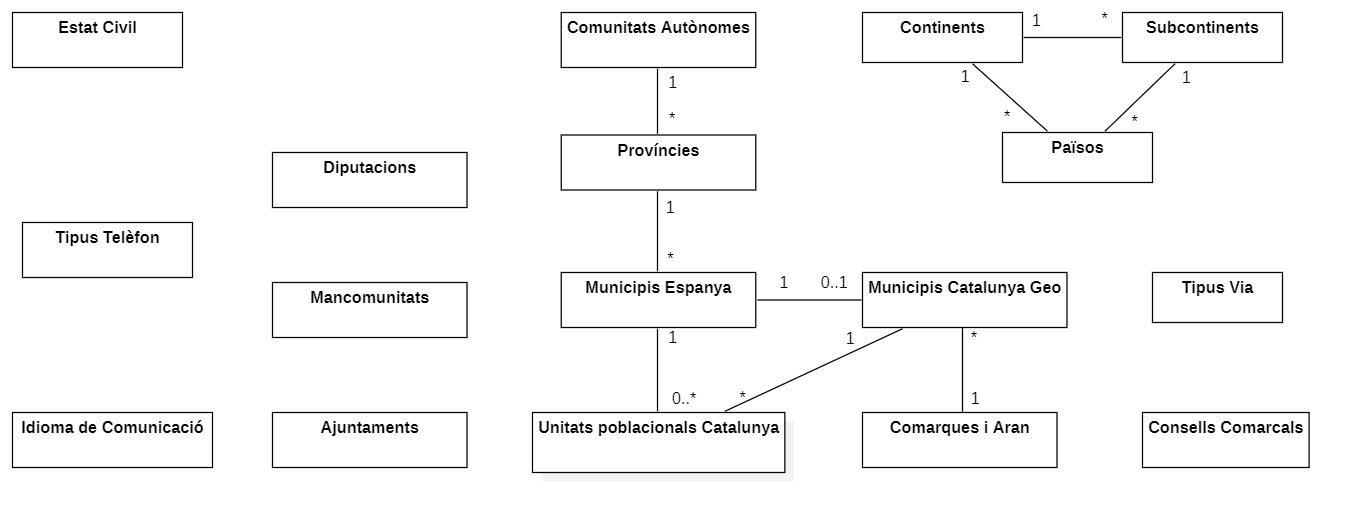 Estat Civil
Comunitats Autònomes
Continents
1
*
Subcontinents
1
*
1
*
1
*
Províncies
Països
Diputacions
1
*
Tipus Telèfon
Mancomunitats
Municipis Espanya
1
0..1
Municipis Catalunya Geo
Tipus Via
1
0..*
1
*
*
1
Idioma de Comunicació
Ajuntaments
Unitats poblacionals Catalunya
Comarques i Aran
Consells Comarcals